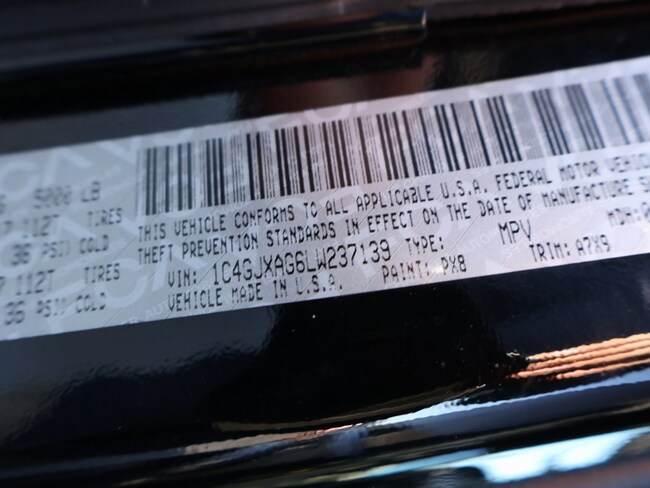 5000 LB
112T TIRES
36 PSI/ COLD
112T TIRES
36 PSI/ COLD
THIS VEHICLE CONFORMS TO ALL APPLICABLE U.S.A. FEDERAL MOTOR VEHIC
THEFT PREVENTION STANDARDS IN EFFECT ON THE DATE OF MANUFACTURE
VIN: 1C4GJXAG6LW237139 TYPE: MPV MDH:
VEHICLE MADE IN U.S.A. PAINT: PX8 TRIM: A7X9